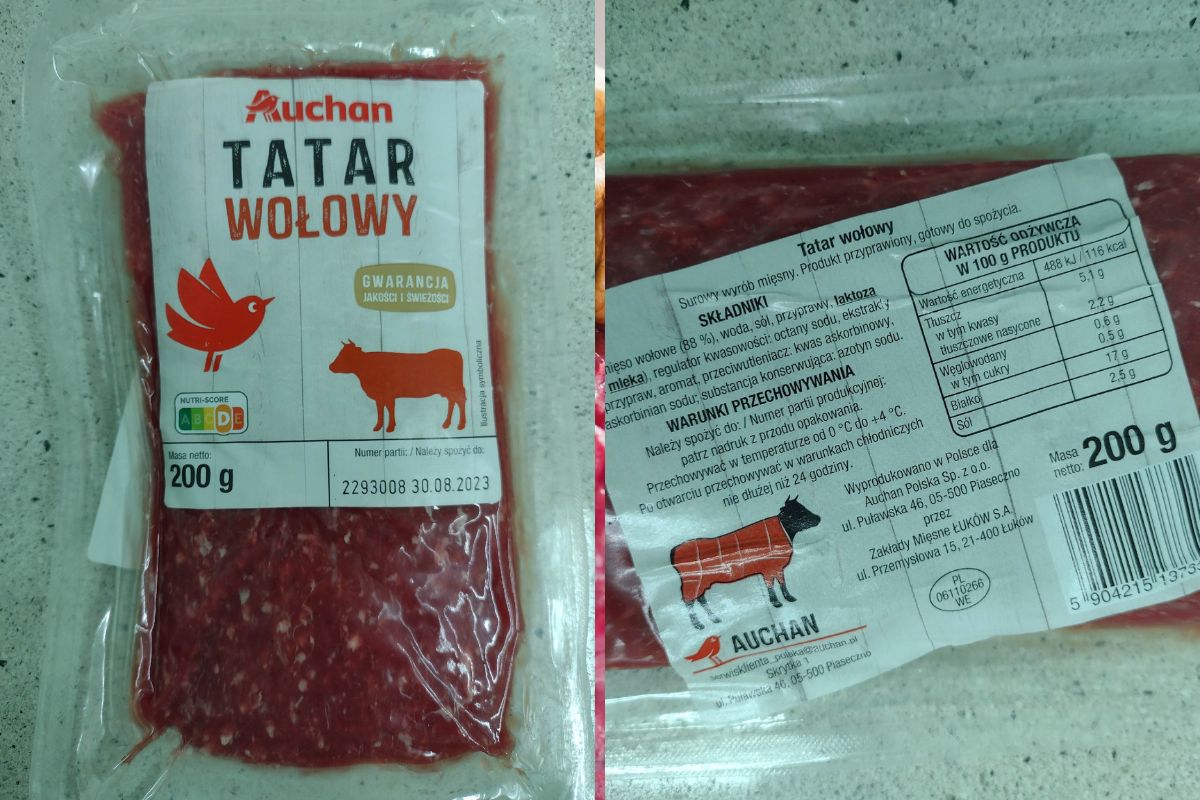 Auchan
TATAR
WOŁOWY
GWARANCJA
JAKOŚCI I ŚWIEŻOŚCI
Ilustracja symboliczna
NUTRI-SCORE
A B C D E
Masa netto:
200 g
Numer partii: / Należy spożyć do:
2293008 30.08.2023
Tatar wołowy
Surowy wyrób mięsny. Produkt przyprawiony, gotowy do spożycia.
SKŁADNIKI
mięso wołowe (88 %), woda, sól, przyprawy, laktoza
mleka), regulator kwasowości: octany sodu, ekstrakty
przypraw, aromat, przeciwutleniacz: kwas askorbinowy,
askorbinian sodu; substancja konserwująca: azotyn sodu.
WARUNKI PRZECHOWYWANIA
Należy spożyć do: / Numer partii produkcyjnej:
patrz nadruk z przodu opakowania.
Przechowywać w temperaturze od 0 °C do +4 °C.
Po otwarciu przechowywać w warunkach chłodniczych
nie dłużej niż 24 godziny.
WARTOŚĆ ODŻYWCZA
W 100 g PRODUKTU
Wartość energetyczna 488 kJ / 116 kcal
Tłuszcz 5,1 g
w tym kwasy
tłuszczowe nasycone 2,2 g
Węglowodany 0,6 g
w tym cukry 0,5 g
Białko 17 g
Sól 2,5 g
Wyprodukowano w Polsce dla
Auchan Polska Sp. z o.o.
ul. Puławska 46, 05-500 Piaseczno
przez
Zakłady Mięsne ŁUKÓW S.A.
ul. Przemysłowa 15, 21-400 Łuków
PL
06110266
WE
Masa
netto: 200 g
AUCHAN
serwisklienta_polska@auchan.pl
Skrytka 1
ul. Puławska 46, 05-500 Piaseczno